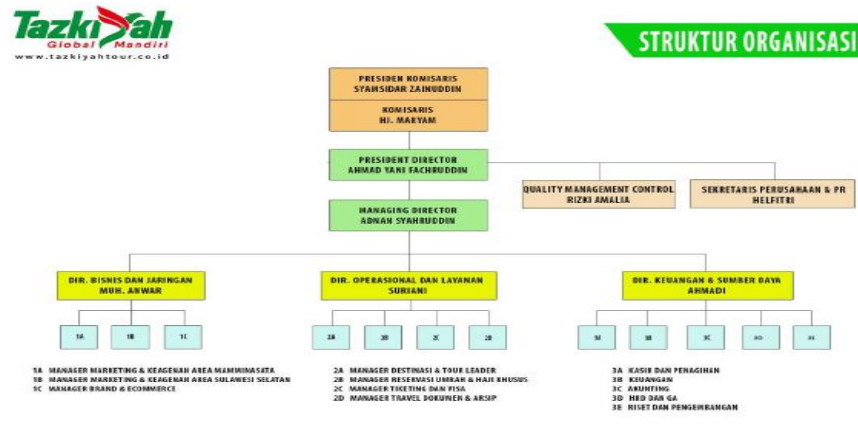 Tazkiyah
Global Mandiri
www.tazkiyahtour.co.id
STRUKTUR ORGANISASI
PRESIDEN KOMISARIS
SYAMSIDAR ZAINUDDIN
KOMISARIS
HJ. MARYAM
PRESIDENT DIRECTOR
AHMAD YANI FACHRUDDIN
QUALITY MANAGEMENT CONTROL
RIZKI AMALIA
SEKRETARIS PERUSAHAAN & PR
HELFITRI
MANAGING DIRECTOR
ADNAN SYAHRUDDIN
DIR. BISNIS DAN JARINGAN
MUH. ANWAR
DIR. OPERASIONAL DAN LAYANAN
SURIANI
DIR. KEUANGAN & SUMBER DAYA
AHMADI
1A 1B 1C
2A 2B 2C 2D
3B 3C 3D 3E
1A MANAGER MARKETING & KEAGENAN AREA MAMMINASATA
1B MANAGER MARKETING & KEAGENAN AREA SULAWESI SELATAN
1C MANAGER BRAND & ECOMMERCE
2A MANAGER DESTINASI & TOUR LEADER
2B MANAGER RESERVASI UMRAH & HAJI KHUSUS
2C MANAGER TICKETING DAN VISA
2D MANAGER TRAVEL DOKUMEN & ARSIP
3A KASIR DAN PENAGIHAN
3B KEUANGAN
3C AKUNTING
3D HRD DAN GA
3E RISET DAN PENGEMBANGAN